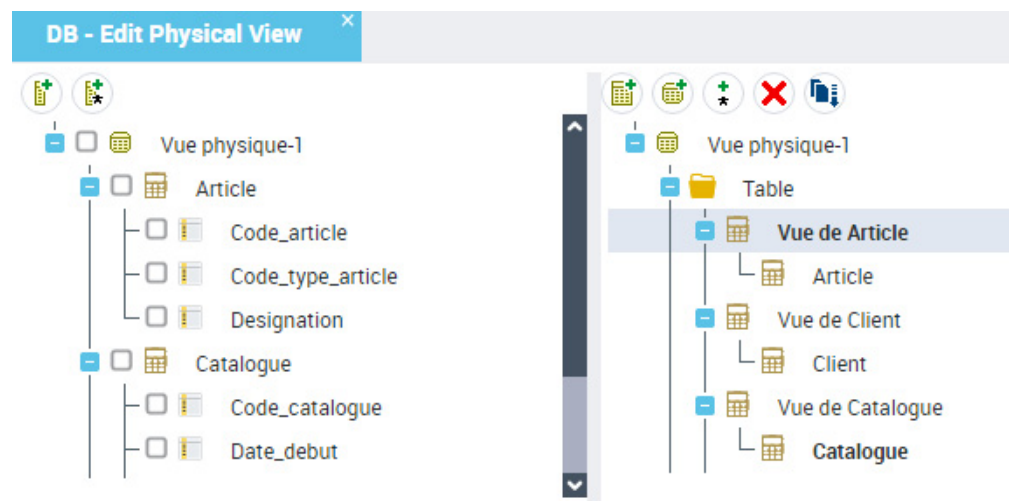 DB - Edit Physical View
Vue physique-1
Article
Code_article
Code_type_article
Designation
Catalogue
Code_catalogue
Date_debut
Vue physique-1
Table
Vue de Article
Article
Vue de Client
Client
Vue de Catalogue
Catalogue